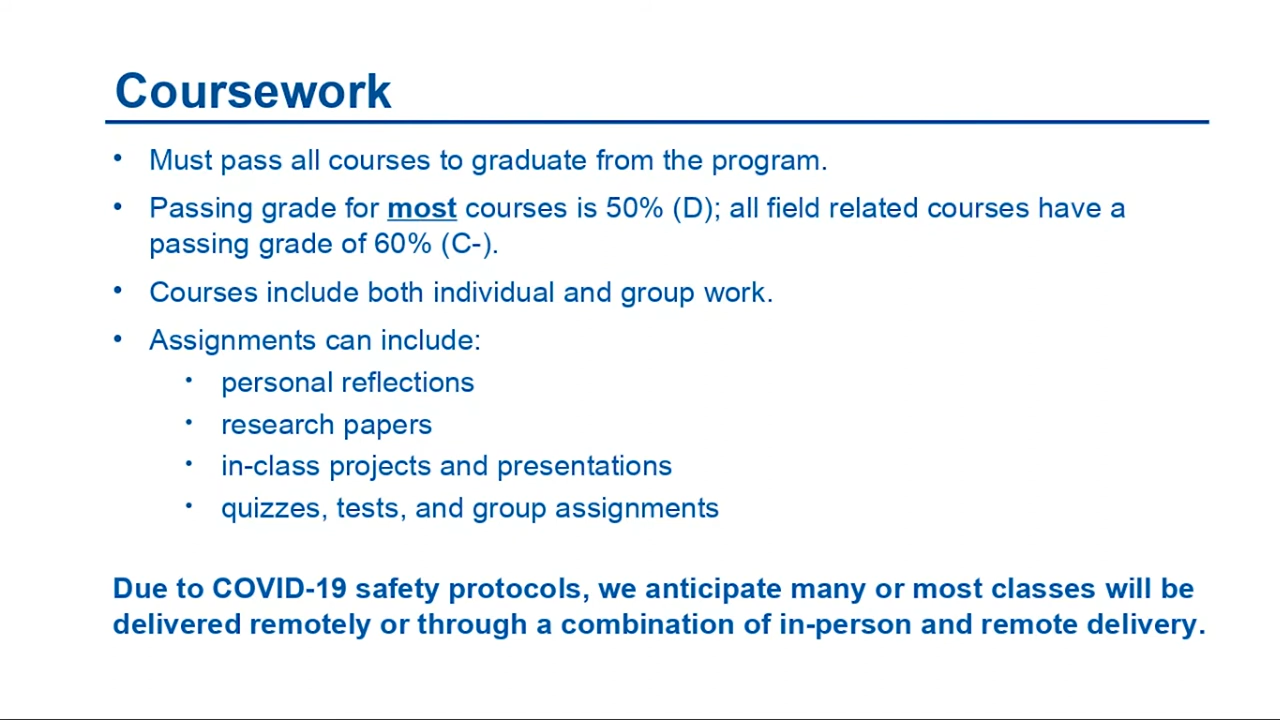 Coursework
• Must pass all courses to graduate from the program.
• Passing grade for most courses is 50% (D); all field related courses have a
passing grade of 60% (C-).
• Courses include both individual and group work.
• Assignments can include:
• personal reflections
• research papers
• in-class projects and presentations
• quizzes, tests, and group assignments
Due to COVID-19 safety protocols, we anticipate many or most classes will be
delivered remotely or through a combination of in-person and remote delivery.